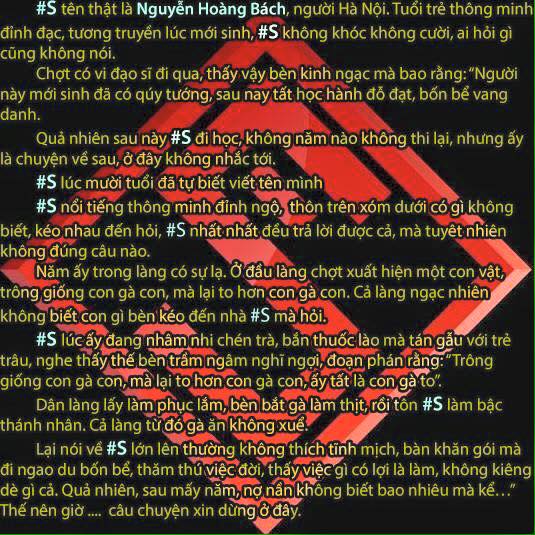 #S tên thật là Nguyễn Hoàng Bách, người Hà Nội. Tuổi trẻ thông minh
đĩnh đạc, tương truyền lúc mới sinh, #S không khóc không cười, ai hỏi gì
cũng không nói.
Chợt có vi đạo sĩ đi qua, thấy vậy bèn kinh ngạc mà bao rằng: “Người
này mới sinh đã có qúy tướng, sau nay tất học hành đỗ đạt, bốn bể vang
danh.
Quả nhiên sau này #S đi học, không năm nào không thi lại, nhưng ấy
là chuyện về sau, ở đây không nhắc tới.
#S lúc mười tuổi đã tự biết viết tên mình
#S nổi tiếng thông minh đĩnh ngộ, thôn trên xóm dưới có gì không
biết, kéo nhau đến hỏi, #S nhất nhất đều trả lời được cả, mà tuyệt nhiên
không đúng câu nào.
Năm ấy trong làng có sự lạ. Ở đầu làng chợt xuất hiện một con vật,
trông giống con gà con, mà lại to hơn con gà con. Cả làng ngạc nhiên
không biết con gì bèn kéo đến nhà #S mà hỏi.
#S lúc ấy đang nhâm nhi chén trà, bắn thuốc lào mà tán gẫu với trẻ
trâu, nghe thấy thế bèn trầm ngâm nghĩ ngợi, đoạn phán rằng: “Trông
giống con gà con, mà lại to hơn con gà con, ấy tất là con gà to”.
Dân làng lấy làm phục lắm, bèn bắt gà làm thịt, rồi tôn #S làm bậc
thánh nhân. Cả làng từ đó gà ăn không xuể.
Lại nói về #S lớn lên thường không thích tĩnh mịch, bàn khăn gói mà
đi ngao du bốn bể, thăm thú việc đời, thấy việc gì có lợi là làm, không kiêng
dè gì cả. Quả nhiên, sau mấy năm, nợ nần không biết bao nhiêu mà kể…”
Thế nên giờ .... câu chuyện xin dừng ở đây.